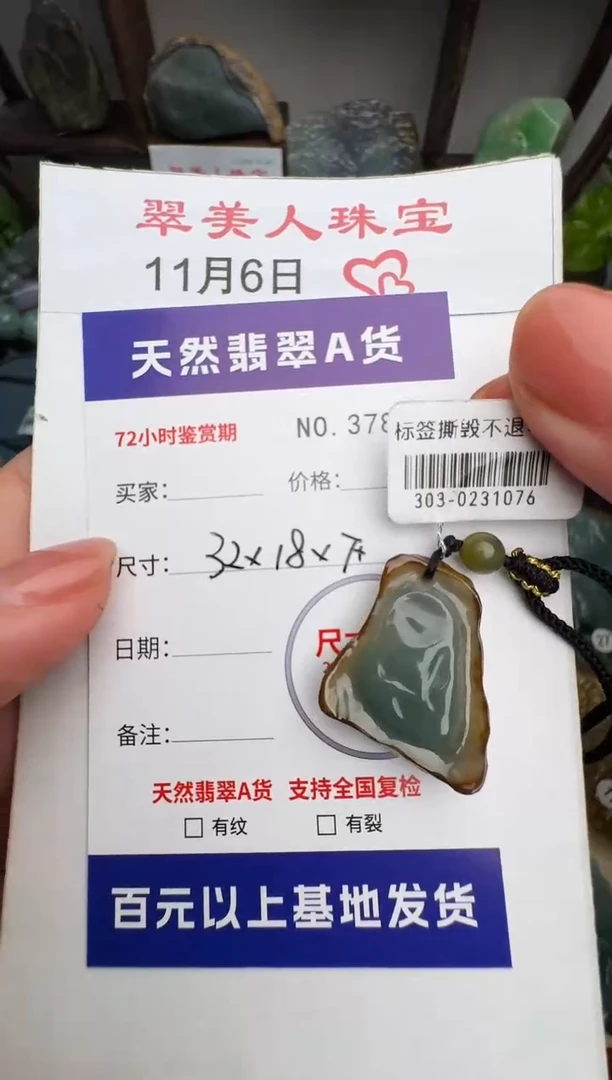 翠美人珠宝
11月6日
天然翡翠A货
72小时鉴赏期
NO.378
标签撕毁不退
303-0231076
买家:
价格:
尺寸: 32×18×7
日期:
备注:
天然翡翠A货 支持全国复检
□有纹 □有裂
百元以上基地发货